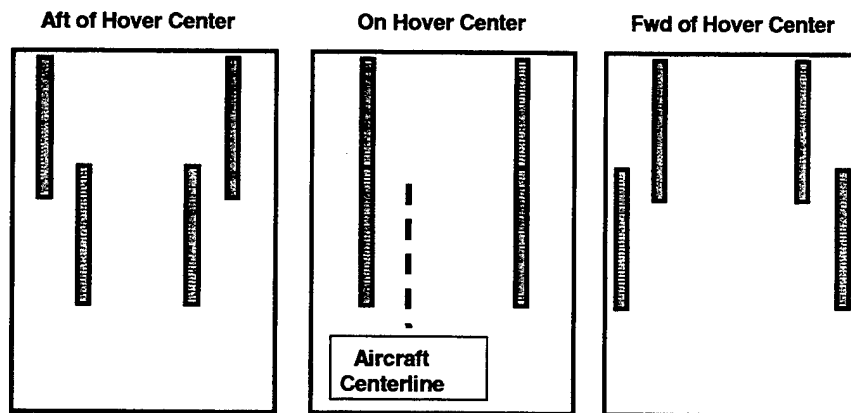 Aft of Hover Center
On Hover Center
Fwd of Hover Center
Aircraft
Centerline